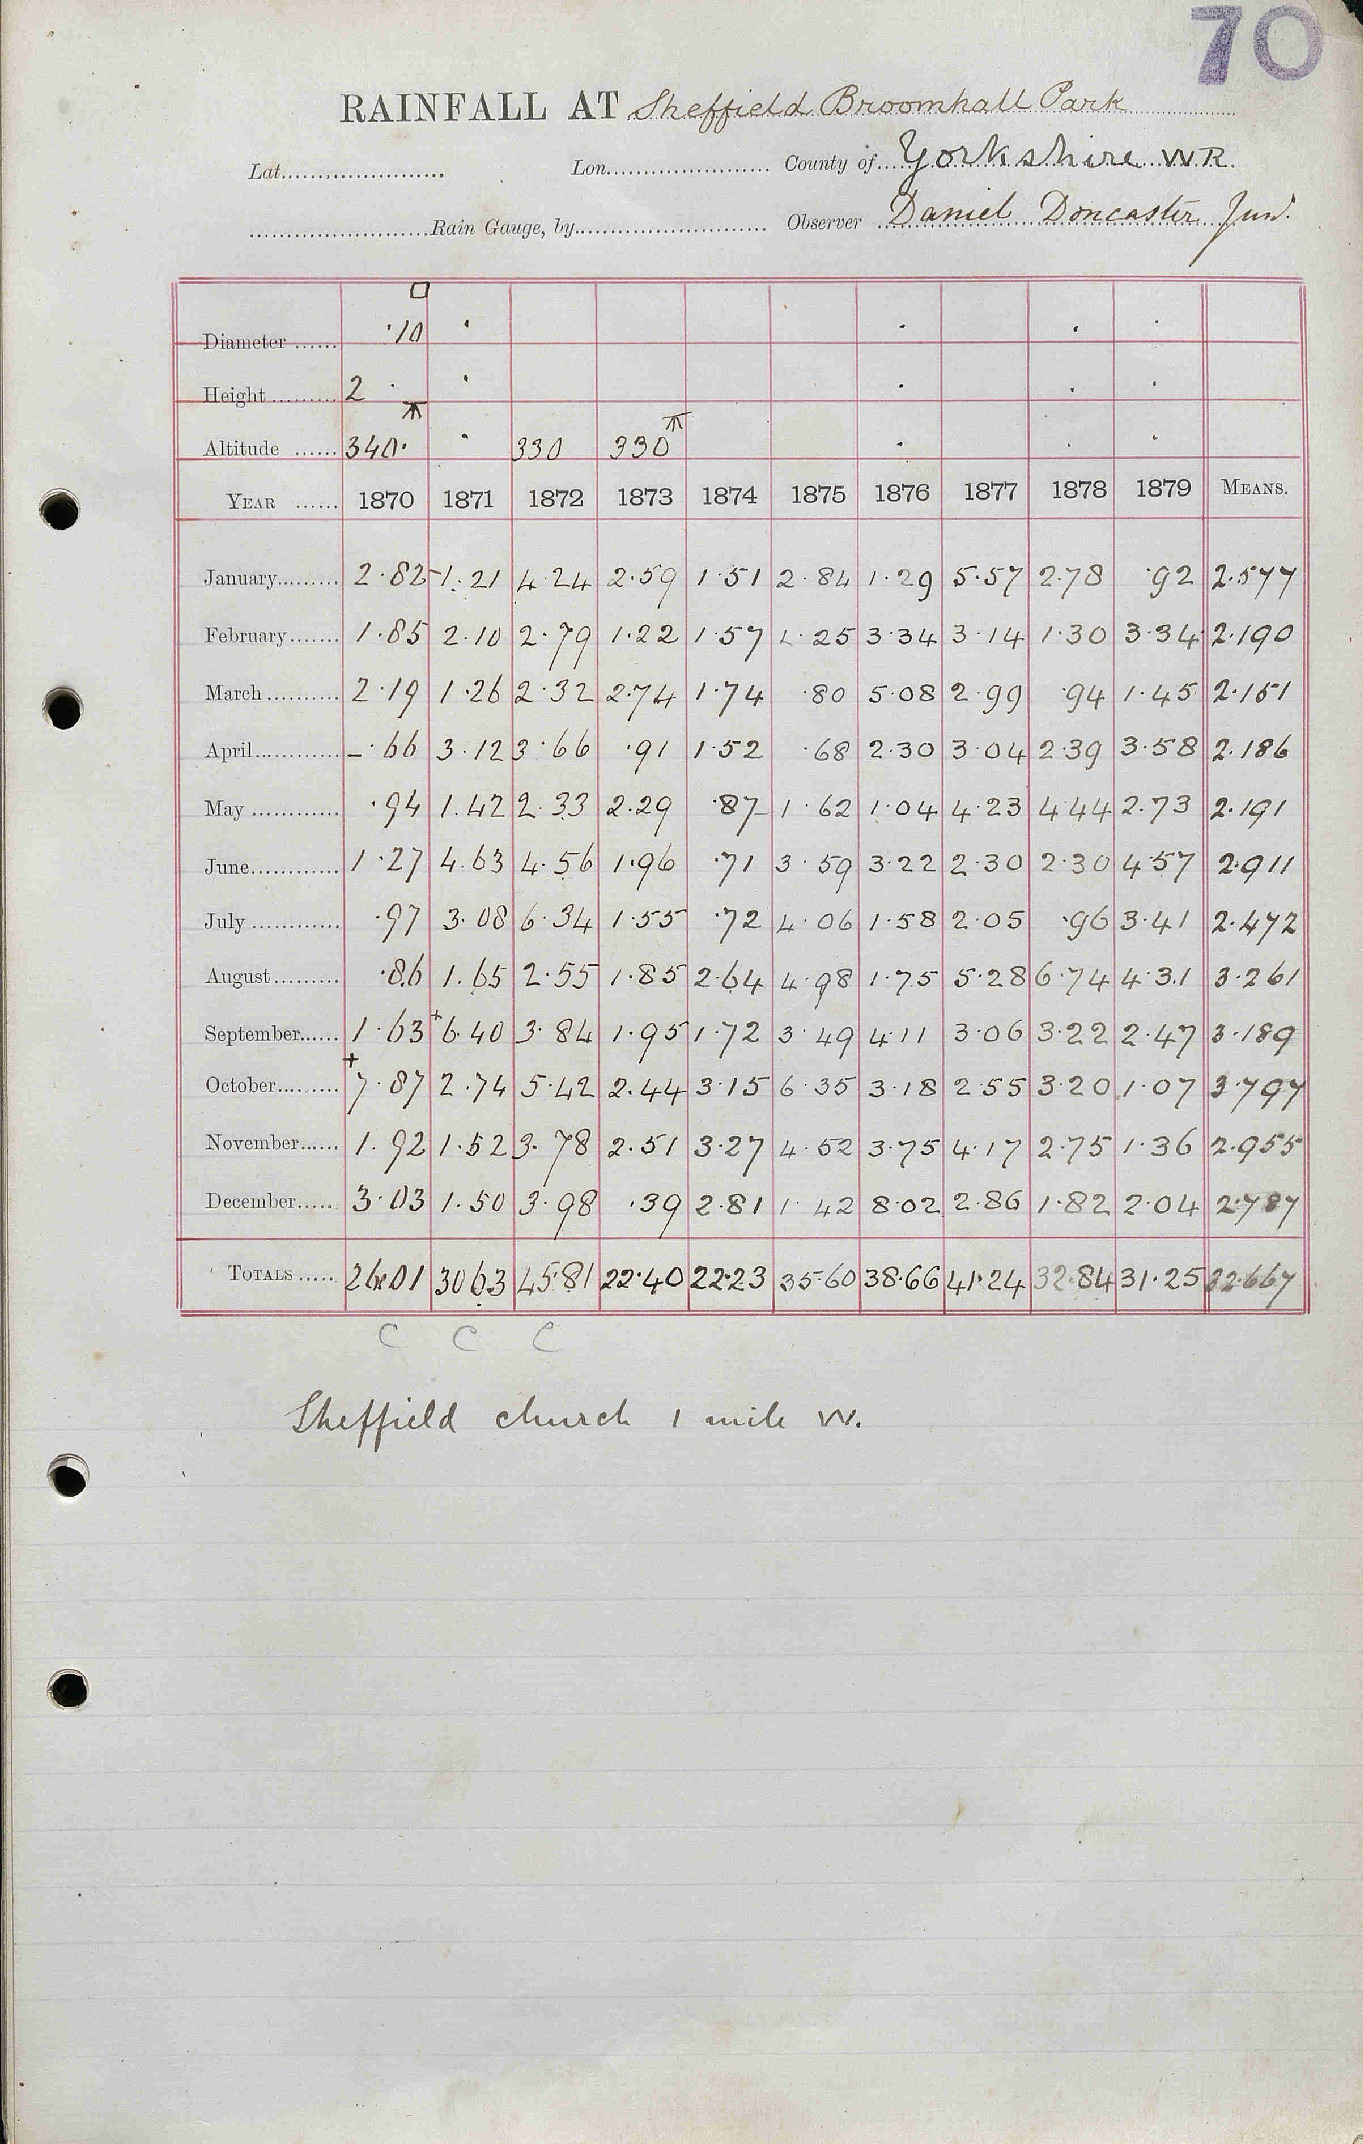 70
RAINFALL AT Sheffield Broomhall Park
Lat. Lon. County of Yorkshire W R.
Rain Gauge, by Observer Daniel Doncaster Junr.
Diameter ...... ·10
Height ...... 2
Altitude ...... 340· 330 330
YEAR ...... 1870 1871 1872 1873 1874 1875 1876 1877 1878 1879 MEANS.
January 2·82 1·21 4·24 2·59 1·51 2·84 1·29 5·57 2·78 ·92 2·577
February 1·85 2·10 2·79 1·22 1·57 1·25 3·34 3·14 1·30 3·34 2·190
March 2·19 1·26 2·32 2·74 1·74 ·80 5·08 2·99 ·94 1·45 2·151
April –·66 3·12 3·66 ·91 1·52 ·68 2·30 3·04 2·39 3·58 2·186
May ·94 1·42 2·33 2·29 ·87 1·62 1·04 4·23 4·44 2·73 2·191
June 1·27 4·63 4·56 1·96 ·71 3·59 3·22 2·30 2·30 4·57 2·911
July ·97 3·08 6·34 1·55 ·72 4·06 1·58 2·05 ·96 3·41 2·472
August ·86 1·65 2·55 1·85 2·64 4·98 1·75 5·28 6·74 4·31 3·261
September 1·63 +6·40 3·84 1·95 1·72 3·49 4·11 3·06 3·22 2·47 3·189
October +7·87 2·74 5·42 2·44 3·15 6·35 3·18 2·55 3·20 1·07 3·797
November 1·92 1·52 3·78 2·51 3·27 4·52 3·75 4·17 2·75 1·36 2·955
December 3·03 1·50 3·98 ·39 2·81 1·42 8·02 2·86 1·82 2·04 2·787
TOTALS 26·01 30·63 45·81 22·40 22·23 35·60 38·66 41·24 32·84 31·25 32·667
C C C
Sheffield church 1 mile W.